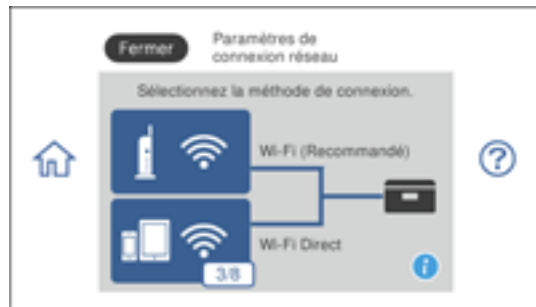 Fermer
Paramètres de
connexion réseau
Sélectionnez la méthode de connexion.
Wi-Fi (Recommandé)
Wi-Fi Direct
3/8
?
i